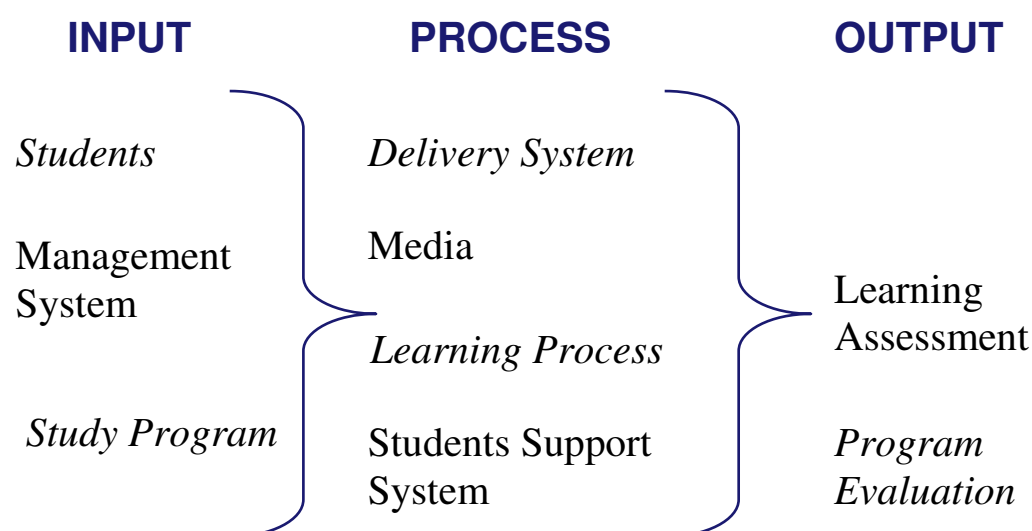 INPUT
PROCESS
OUTPUT
Students
Management
System
Study Program
Delivery System
Media
Learning Process
Students Support
System
Learning
Assessment
Program
Evaluation